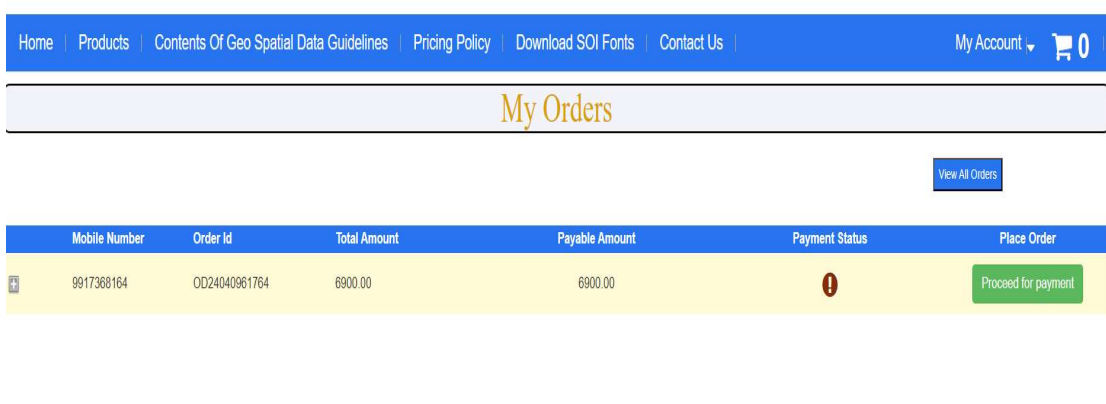 Home Products Contents Of Geo Spatial Data Guidelines Pricing Policy Download SOI Fonts Contact Us My Account 0
My Orders
View All Orders
Mobile Number Order Id Total Amount Payable Amount Payment Status Place Order
9917368164 OD24040961764 6900.00 6900.00 Proceed for payment